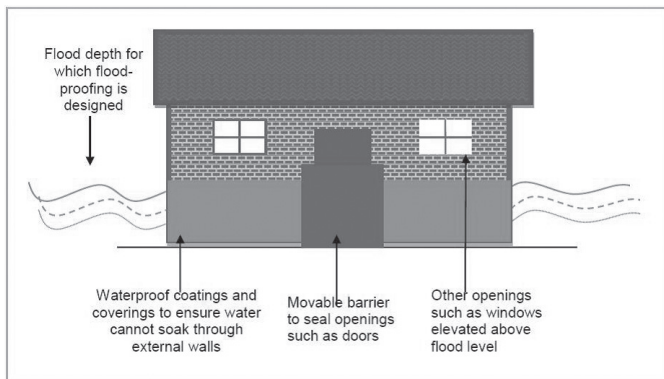 Flood depth for
which flood-
proofing is
designed
Waterproof coatings and
coverings to ensure water
cannot soak through
external walls
Movable barrier
to seal openings
such as doors
Other openings
such as windows
elevated above
flood level